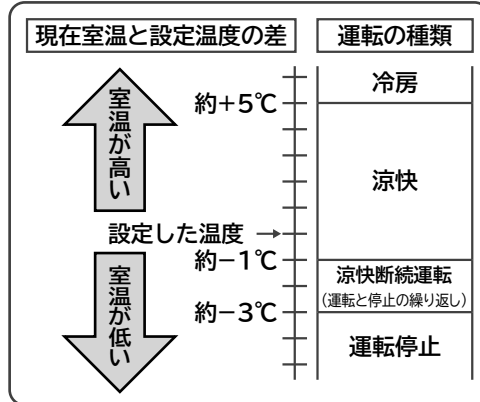 現在室温と設定温度の差
運転の種類
室温が高い
約+5℃
冷房
涼快
設定した温度
約−1℃
室温が低い
涼快断続運転
(運転と停止の繰り返し)
約−3℃
運転停止